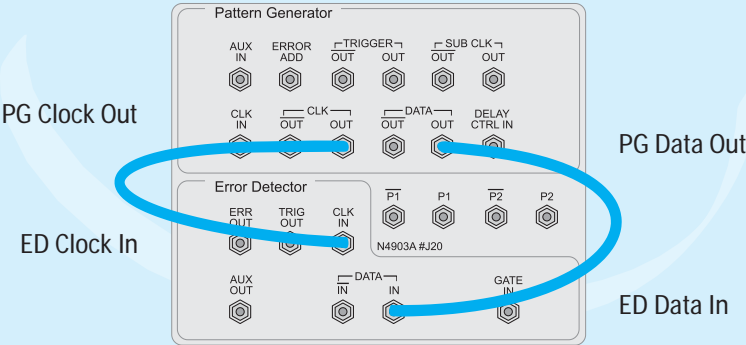 Pattern Generator
AUX IN
ERROR ADD
TRIGGER
OUT
OUT
SUB CLK
OUT
OUT
PG Clock Out
CLK IN
CLK
OUT
OUT
DATA
OUT
OUT
DELAY CTRL IN
PG Data Out
Error Detector
ERR OUT
TRIG OUT
CLK IN
P1
P1
P2
P2
N4903A #J20
ED Clock In
AUX OUT
DATA
IN
IN
GATE IN
ED Data In